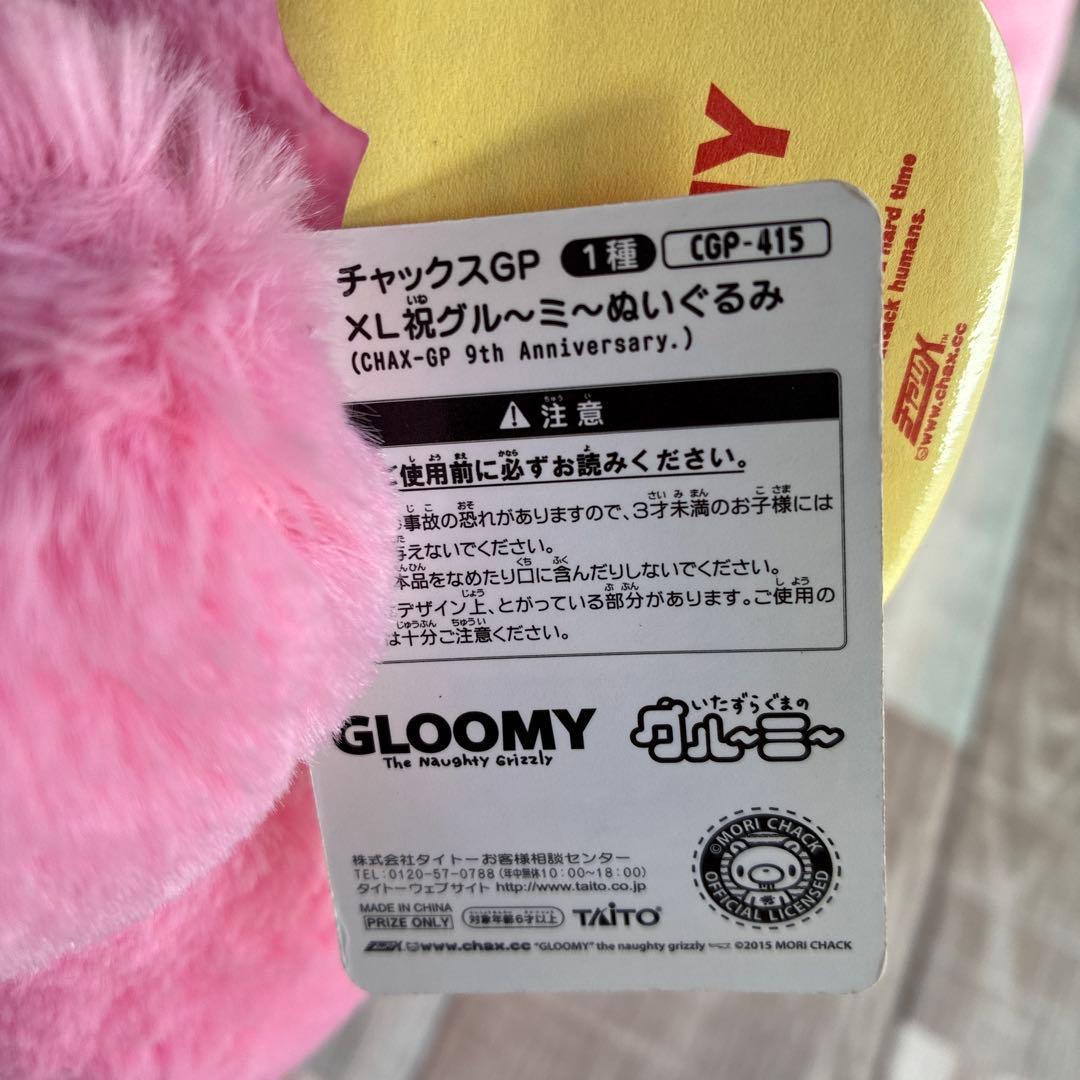 チャックスGP 1種 CGP-415
XL祝グル〜ミ〜ぬいぐるみ
(CHAX-GP 9th Anniversary.)
⚠注意
使用前に必ずお読みください。
事故の恐れがありますので、3才未満のお子様には
与えないでください。
本品をなめたり口に含んだりしないでください。
デザイン上、とがっている部分があります。ご使用の
は十分ご注意ください。
GLOOMY
The Naughty Grizzly
いたずらぐまの
グル〜ミ〜
©MORI CHACK
OFFICIAL LICENSED
株式会社タイトーお客様相談センター
TEL:0120-57-0788(年中無休10:00〜18:00)
タイトーウェブサイト http://www.taito.co.jp
MADE IN CHINA
PRIZE ONLY 対象年齢6才以上 TAITO
www.chax.cc "GLOOMY" the naughty grizzly ©2015 MORI CHACK
MY
hard time
humans.
チャックス™
©www.chax.cc